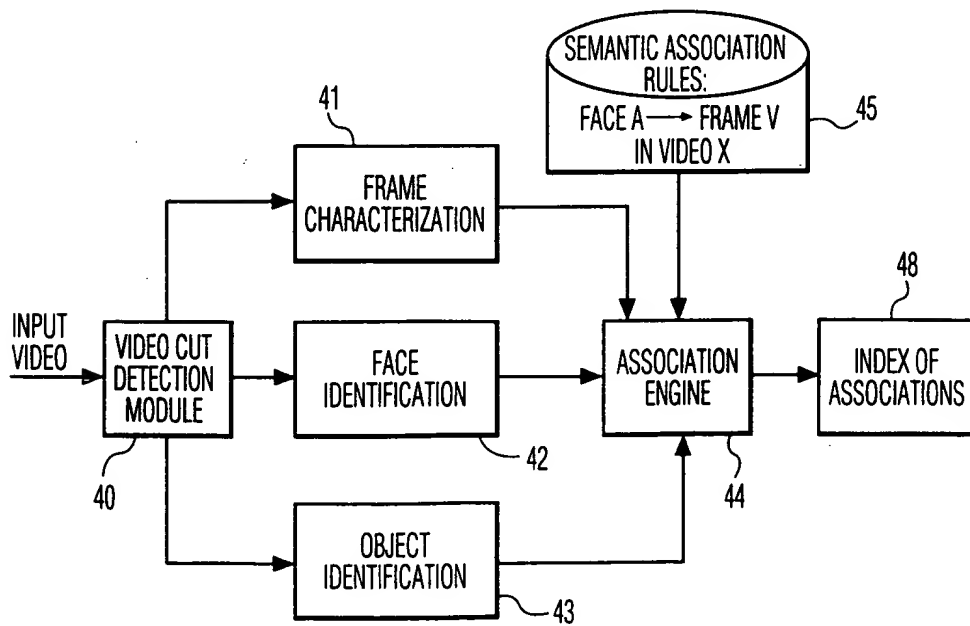 SEMANTIC ASSOCIATION
RULES:
FACE A → FRAME V
IN VIDEO X
45
41
FRAME
CHARACTERIZATION
INPUT
VIDEO
VIDEO CUT
DETECTION
MODULE
40
FACE
IDENTIFICATION
42
ASSOCIATION
ENGINE
44
48
INDEX OF
ASSOCIATIONS
OBJECT
IDENTIFICATION
43